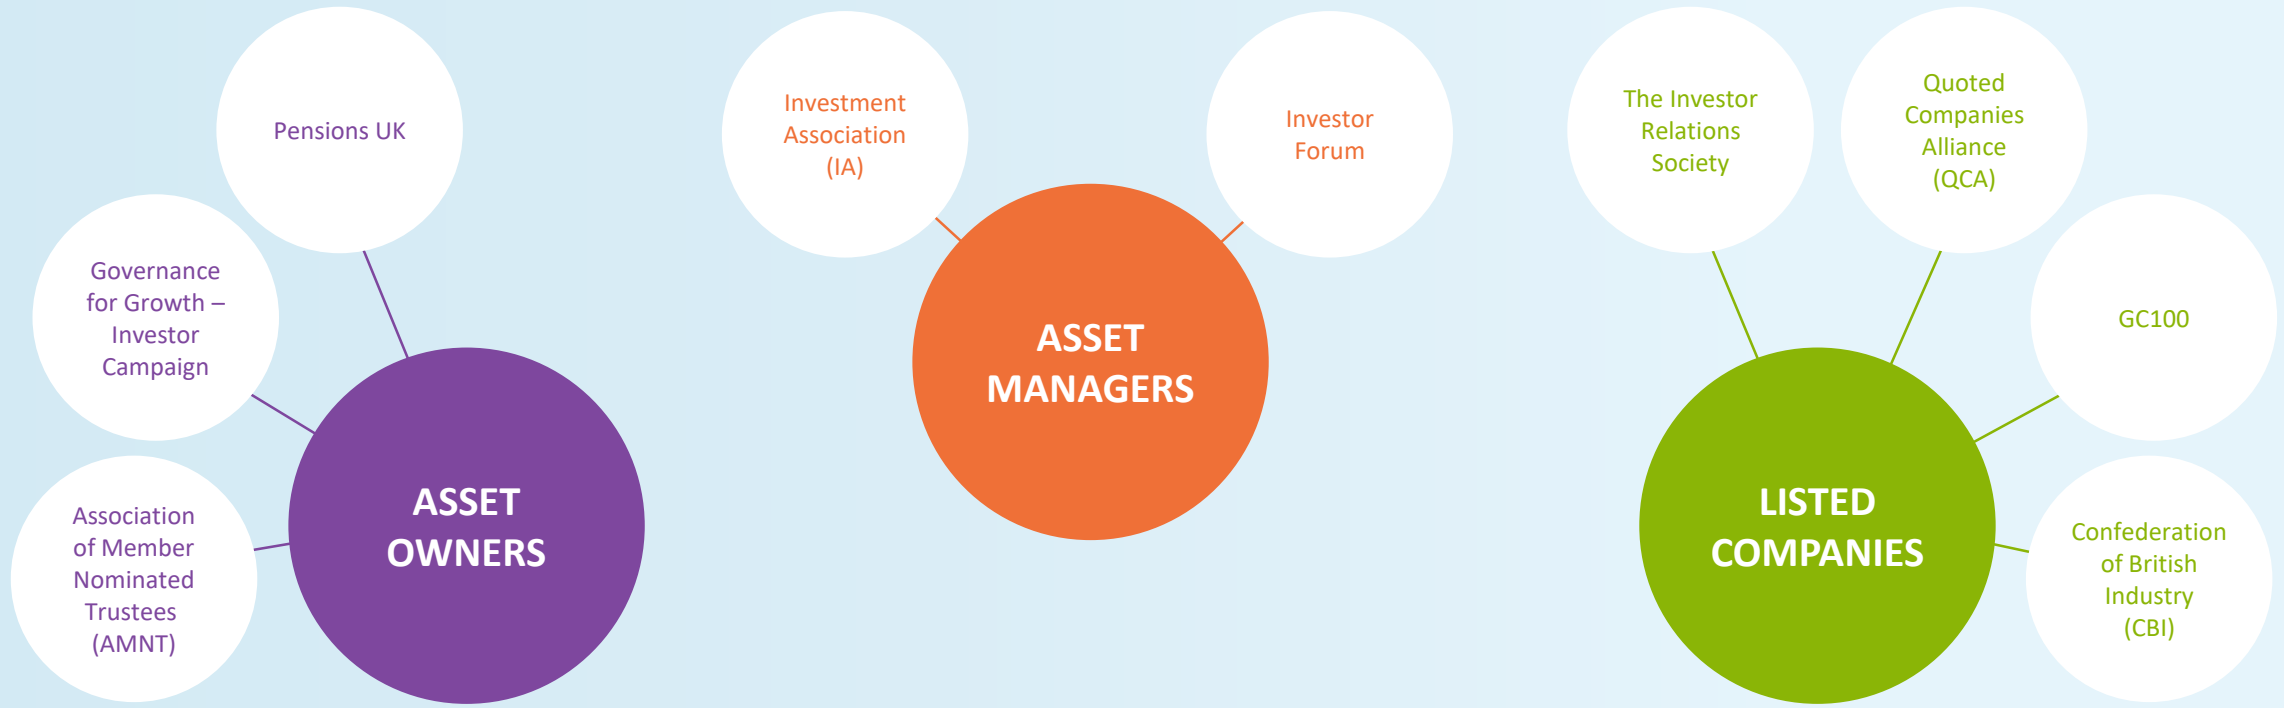 Pensions UK
Governance
for Growth –
Investor
Campaign
Association
of Member
Nominated
Trustees
(AMNT)
ASSET
OWNERS
Investment
Association
(IA)
Investor
Forum
ASSET
MANAGERS
The Investor
Relations
Society
Quoted
Companies
Alliance
(QCA)
GC100
Confederation
of British
Industry
(CBI)
LISTED
COMPANIES